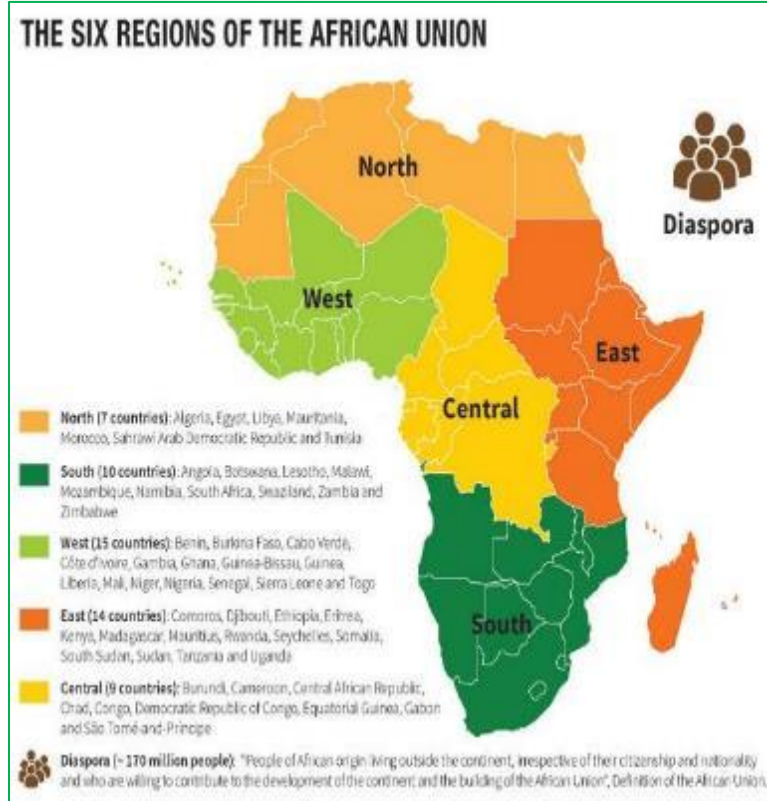 THE SIX REGIONS OF THE AFRICAN UNION
North
Diaspora
West
East
Central
South
North (7 countries): Algeria, Egypt, Libya, Mauritania,
Morocco, Sahrawi Arab Democratic Republic and Tunisia
South (10 countries): Angola, Botswana, Lesotho, Malawi,
Mozambique, Namibia, South Africa, Swaziland, Zambia and
Zimbabwe
West (15 countries): Benin, Burkina Faso, Cabo Verde,
Côte d'Ivoire, Gambia, Ghana, Guinea-Bissau, Guinea,
Liberia, Mali, Niger, Nigeria, Senegal, Sierra Leone and Togo
East (14 countries): Comoros, Djibouti, Ethiopia, Eritrea,
Kenya, Madagascar, Mauritius, Rwanda, Seychelles, Somalia,
South Sudan, Sudan, Tanzania and Uganda
Central (9 countries): Burundi, Cameroon, Central African Republic,
Chad, Congo, Democratic Republic of Congo, Equatorial Guinea, Gabon
and São Tomé and Príncipe
Diaspora (~ 170 million people): "People of African origin living outside the continent, irrespective of their citizenship and nationality
and who are willing to contribute to the development of the continent and the building of the African Union", Definition of the African Union.